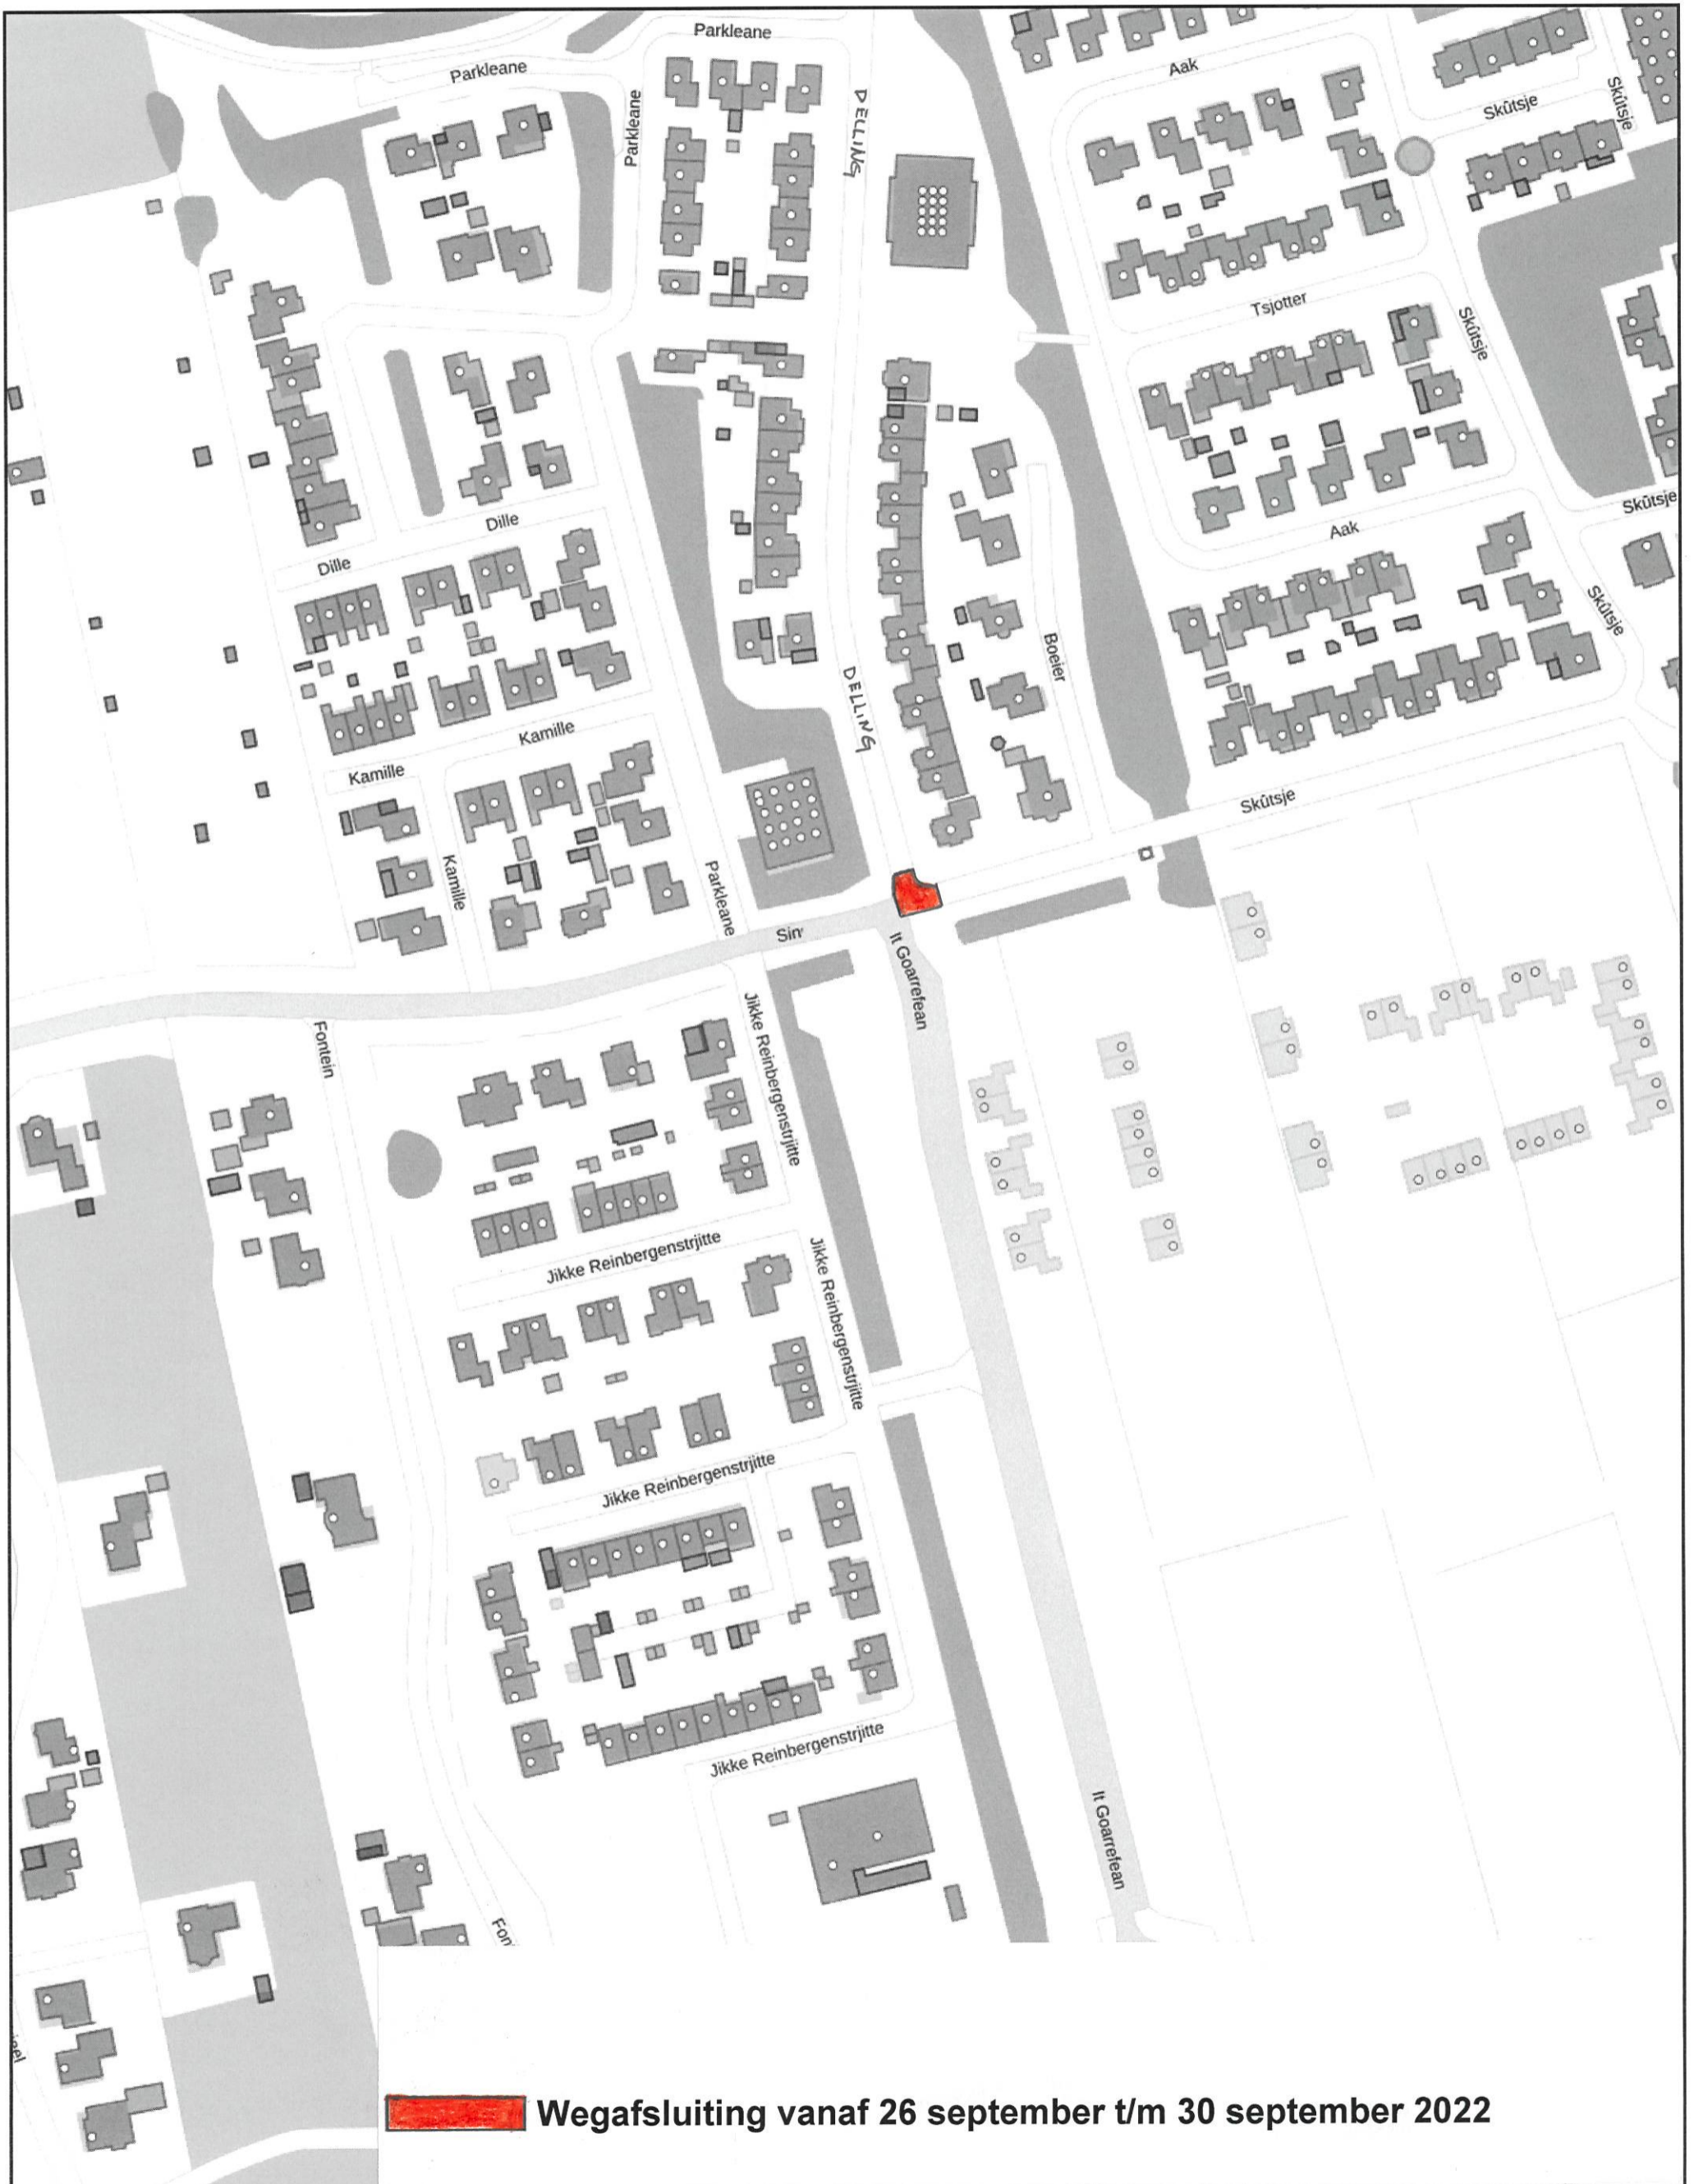 Parkleane
Parkleane
Aak
Skûtsje
Skûtsje
Parkleane
DELLING
Tsjotter
Skûtsje
Skûtsje
Dille
Dille
Aak
Skûtsje
Boeier
DELLING
Kamille
Kamille
Skûtsje
Kamille
Parkleane
Sin
It Goarrefean
Fontein
Jikke Reinbergenstrjitte
Jikke Reinbergenstrjitte
Jikke Reinbergenstrjitte
Jikke Reinbergenstrjitte
Jikke Reinbergenstrjitte
It Goarrefean
Fon
Wegafsluiting vanaf 26 september t/m 30 september 2022